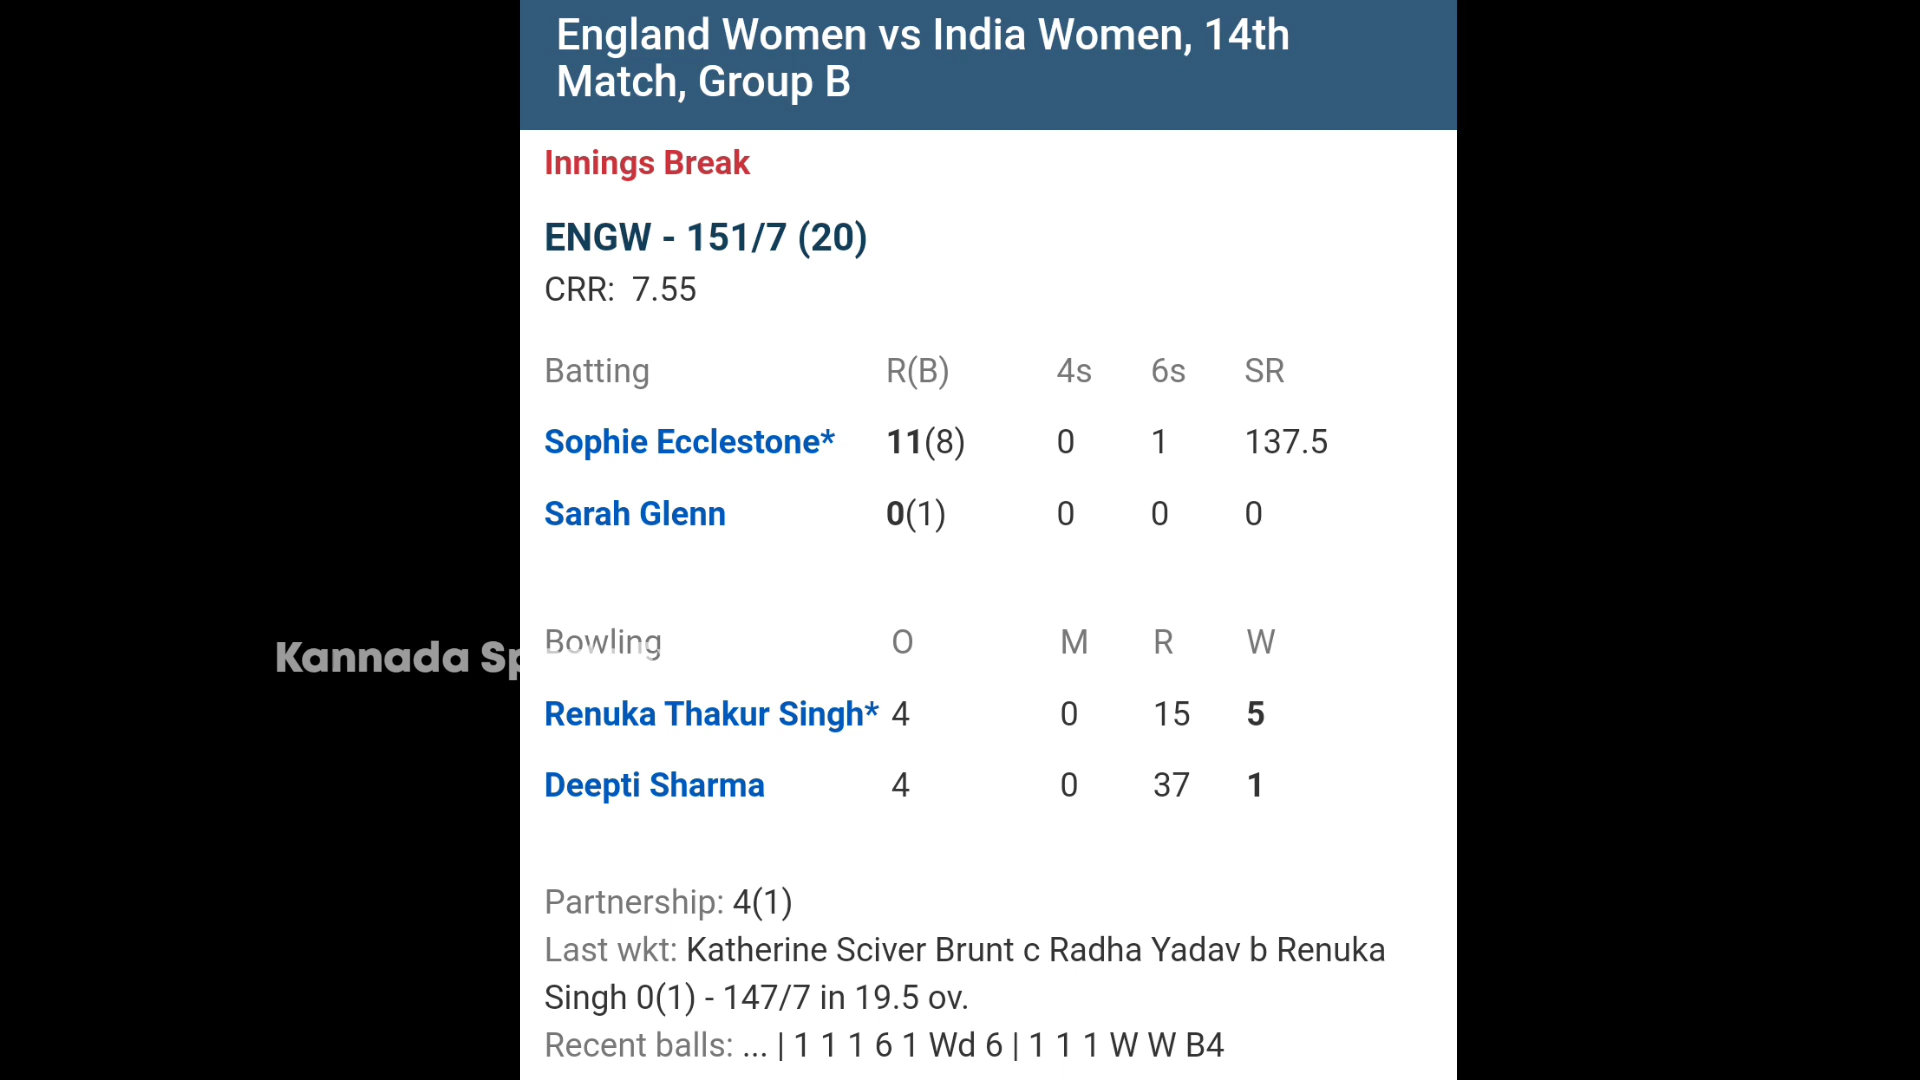 England Women vs India Women, 14th
Match, Group B
Innings Break
ENGW - 151/7 (20)
CRR: 7.55
Batting R(B) 4s 6s SR
Sophie Ecclestone* 11(8) 0 1 137.5
Sarah Glenn 0(1) 0 0 0
Kannada Sp
Bowling O M R W
Renuka Thakur Singh* 4 0 15 5
Deepti Sharma 4 0 37 1
Partnership: 4(1)
Last wkt: Katherine Sciver Brunt c Radha Yadav b Renuka
Singh 0(1) - 147/7 in 19.5 ov.
Recent balls: ... | 1 1 1 6 1 Wd 6 | 1 1 1 W W B4